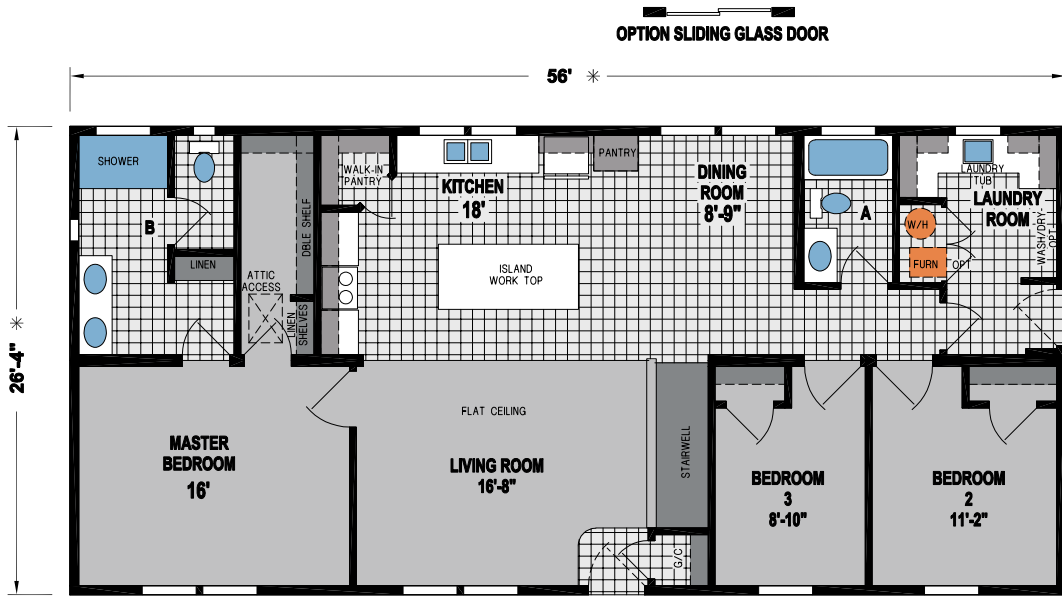 OPTION SLIDING GLASS DOOR
56' ✳
26'-4" ✳
SHOWER
B
LINEN
ATTIC
ACCESS
X
DBLE SHELF
LINEN
SHELVES
WALK-IN
PANTRY
KITCHEN
18'
PANTRY
ISLAND
WORK TOP
DINING
ROOM
8'-9"
A
LAUNDRY
TUB
LAUNDRY
ROOM
W/H
FURN
OPT
WASH/DRY
OPT
MASTER
BEDROOM
16'
FLAT CEILING
LIVING ROOM
16'-8"
STAIRWELL
G/C
BEDROOM
3
8'-10"
BEDROOM
2
11'-2"